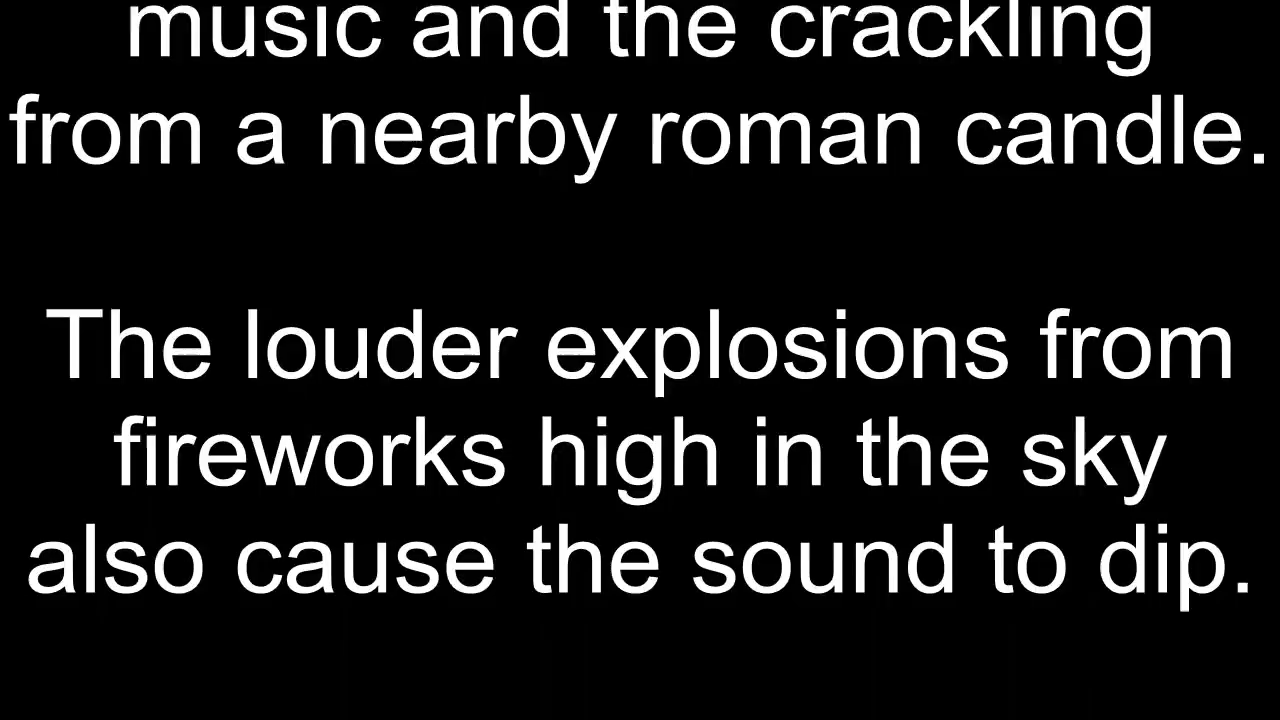 music and the crackling
from a nearby roman candle.
The louder explosions from
fireworks high in the sky
also cause the sound to dip.